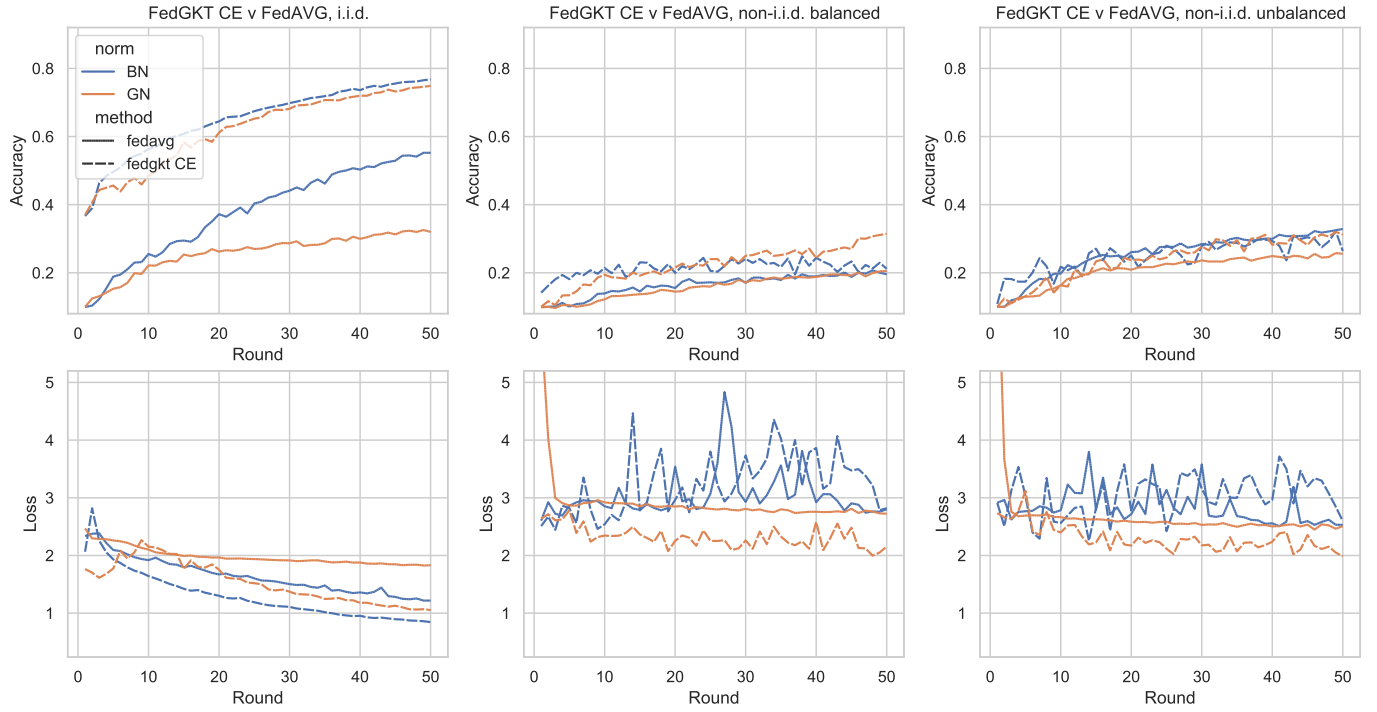 FedGKT CE v FedAVG, i.i.d.
FedGKT CE v FedAVG, non-i.i.d. balanced
FedGKT CE v FedAVG, non-i.i.d. unbalanced
norm
BN
GN
method
fedavg
fedgkt CE
Accuracy
0.8
0.6
0.4
0.2
0 10 20 30 40 50
Round
Accuracy
0.8
0.6
0.4
0.2
0 10 20 30 40 50
Round
Accuracy
0.8
0.6
0.4
0.2
0 10 20 30 40 50
Round
Loss
5
4
3
2
1
0 10 20 30 40 50
Round
Loss
5
4
3
2
1
0 10 20 30 40 50
Round
Loss
5
4
3
2
1
0 10 20 30 40 50
Round